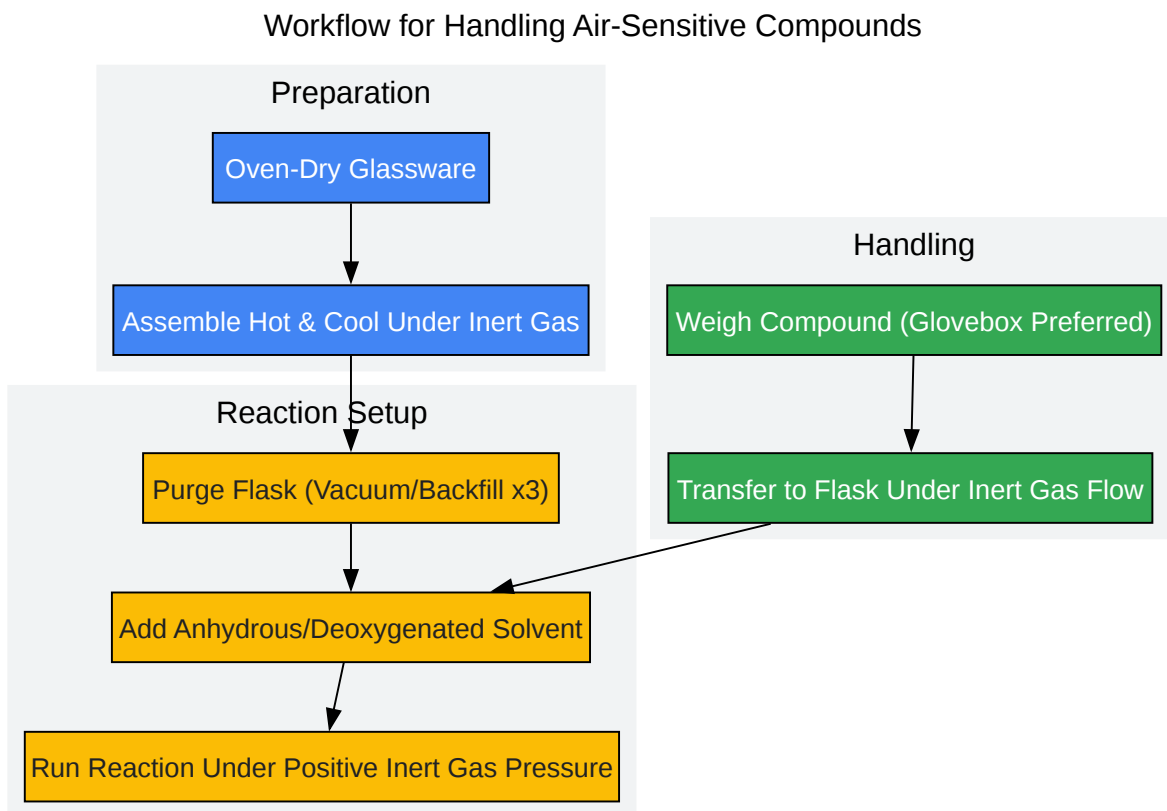 Workflow for Handling Air-Sensitive Compounds
Preparation
Oven-Dry Glassware
Assemble Hot & Cool Under Inert Gas
Handling
Weigh Compound (Glovebox Preferred)
Transfer to Flask Under Inert Gas Flow
Reaction Setup
Purge Flask (Vacuum/Backfill x3)
Add Anhydrous/Deoxygenated Solvent
Run Reaction Under Positive Inert Gas Pressure